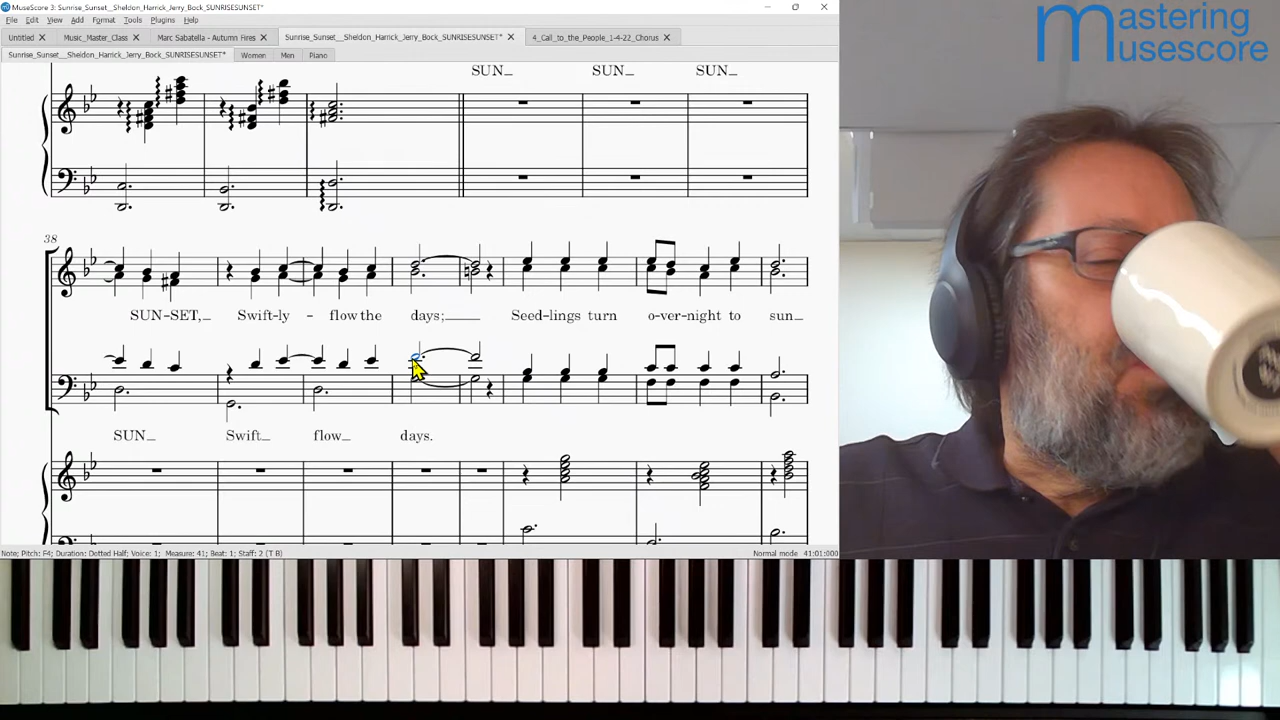 MuseScore 3: Sunrise_Sunset__Sheldon_Harrick_Jerry_Bock_SUNRISESUNSET*
File Edit View Add Format Tools Plugins Help
Untitled Music_Master_Class Marc Sabatella - Autumn Fires Sunrise_Sunset__Sheldon_Harrick_Jerry_Bock_SUNRISESUNSET* 4_Call_to_the_People_1-4-22_Chorus
Sunrise_Sunset__Sheldon_Harrick_Jerry_Bock_SUNRISESUNSET* Women Men Piano
Mastering
Musescore
SUN_ SUN_ SUN_
38
SUN-SET,_ Swift-ly - flow the days;___ Seed-lings turn o-ver-night to sun_
SUN_ Swift_ flow_ days.
Note; Pitch: F4; Duration: Dotted Half; Voice: 1; Measure: 41; Beat: 1; Staff: 2 (T B) Normal mode 41:01:000